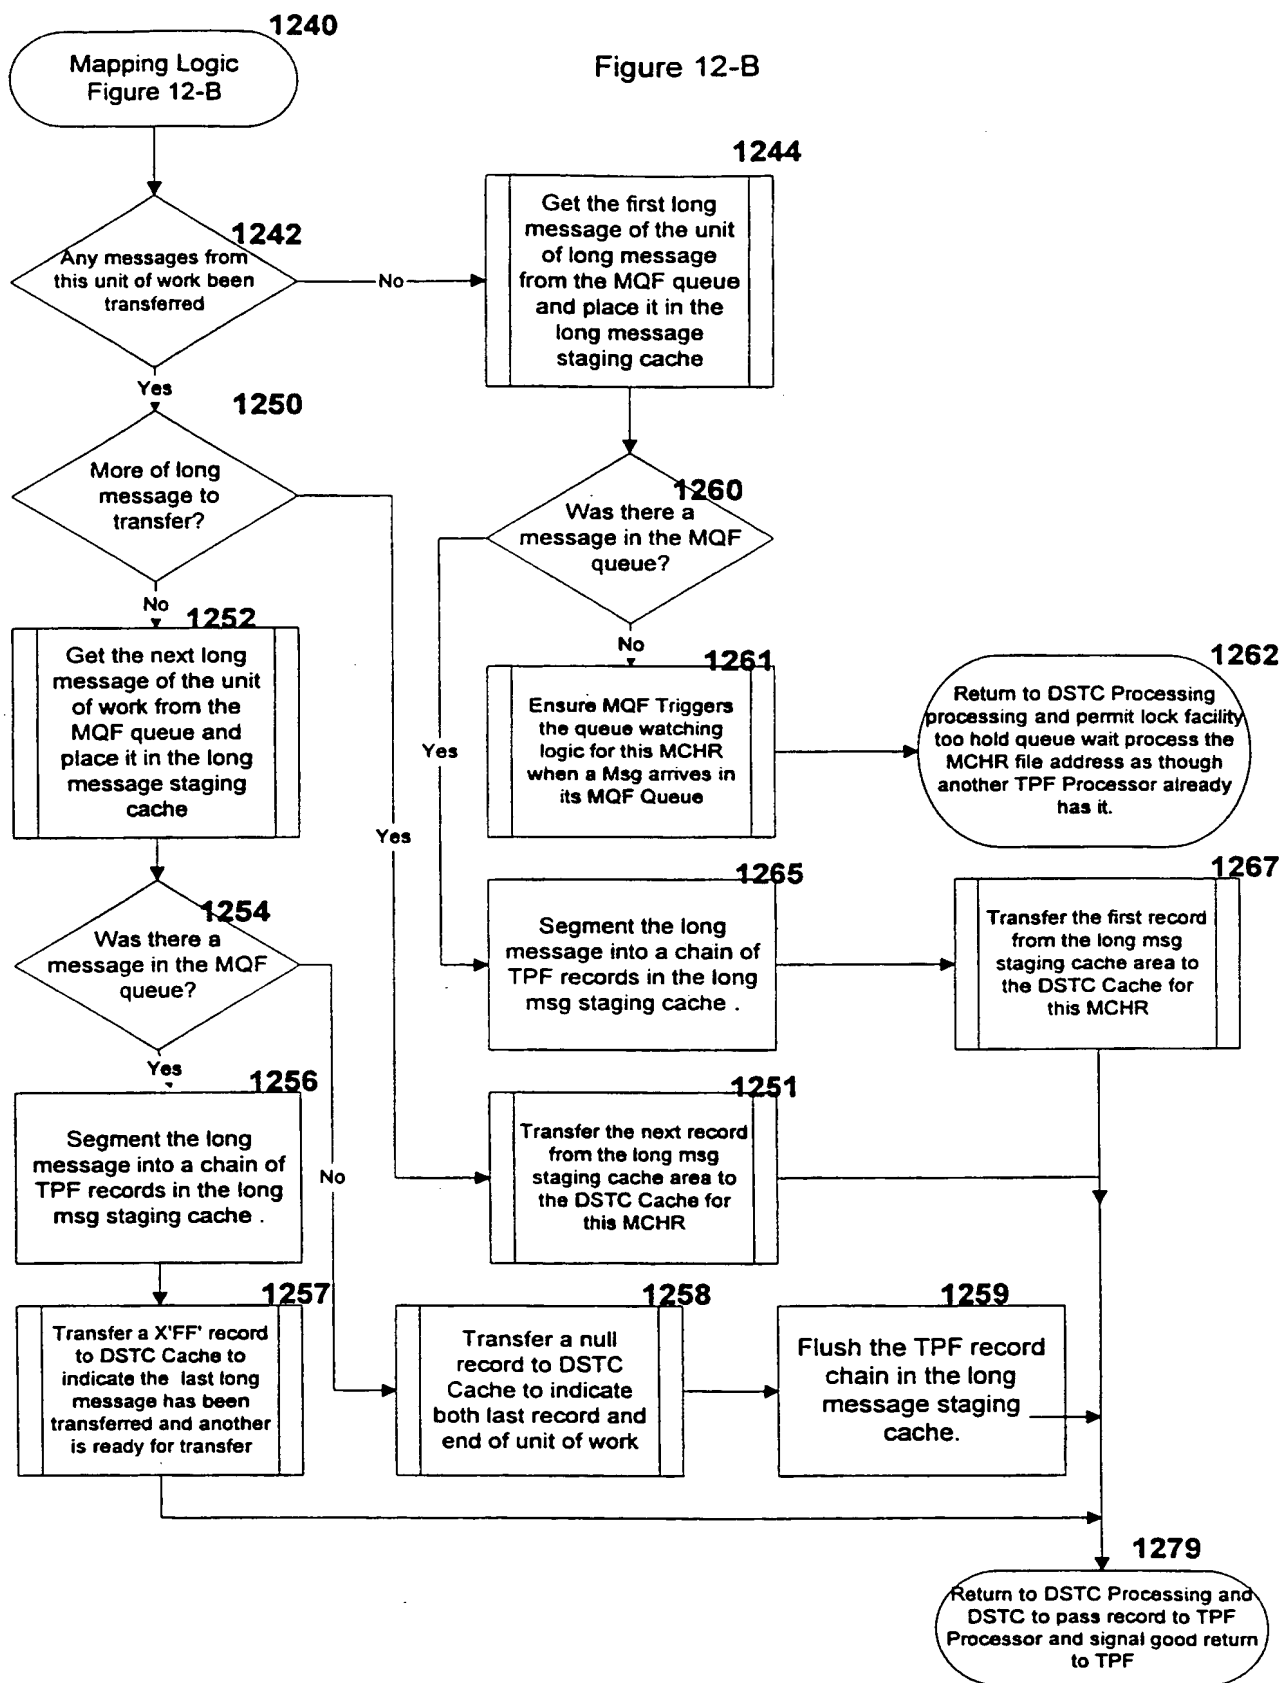 1240
Mapping Logic
Figure 12-B
Figure 12-B
1242
Any messages from
this unit of work been
transferred
No
Yes
1244
Get the first long
message of the unit
of long message
from the MQF queue
and place it in the
long message
staging cache
1250
More of long
message to
transfer?
No
Yes
1260
Was there a
message in the MQF
queue?
No
Yes
1252
Get the next long
message of the unit
of work from the
MQF queue and
place it in the long
message staging
cache
1261
Ensure MQF Triggers
the queue watching
logic for this MCHR
when a Msg arrives in
its MQF Queue
1262
Return to DSTC Processing
processing and permit lock facility
too hold queue wait process the
MCHR file address as though
another TPF Processor already
has it.
1254
Was there a
message in the MQF
queue?
Yes
No
1265
Segment the long
message into a chain of
TPF records in the long
msg staging cache .
1267
Transfer the first record
from the long msg
staging cache area to
the DSTC Cache for
this MCHR
1256
Segment the long
message into a chain of
TPF records in the long
msg staging cache .
1251
Transfer the next record
from the long msg
staging cache area to
the DSTC Cache for
this MCHR
1257
Transfer a X'FF' record
to DSTC Cache to
indicate the last long
message has been
transferred and another
is ready for transfer
1258
Transfer a null
record to DSTC
Cache to indicate
both last record and
end of unit of work
1259
Flush the TPF record
chain in the long
message staging
cache.
1279
Return to DSTC Processing and
DSTC to pass record to TPF
Processor and signal good return
to TPF